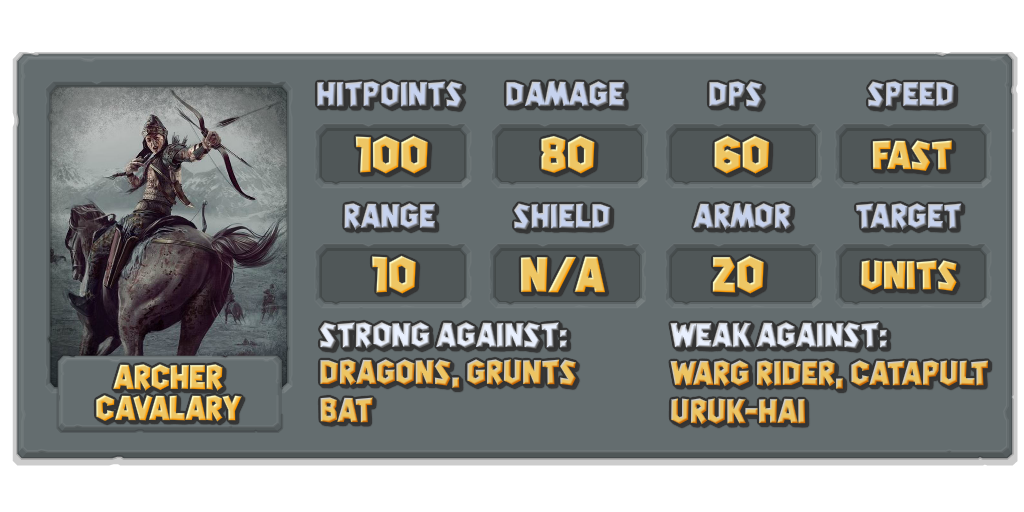 HITPOINTS DAMAGE DPS SPEED
100 80 60 FAST
RANGE SHIELD ARMOR TARGET
10 N/A 20 UNITS
STRONG AGAINST:
DRAGONS, GRUNTS
BAT
WEAK AGAINST:
WARG RIDER, CATAPULT
URUK-HAI
ARCHER
CAVALARY